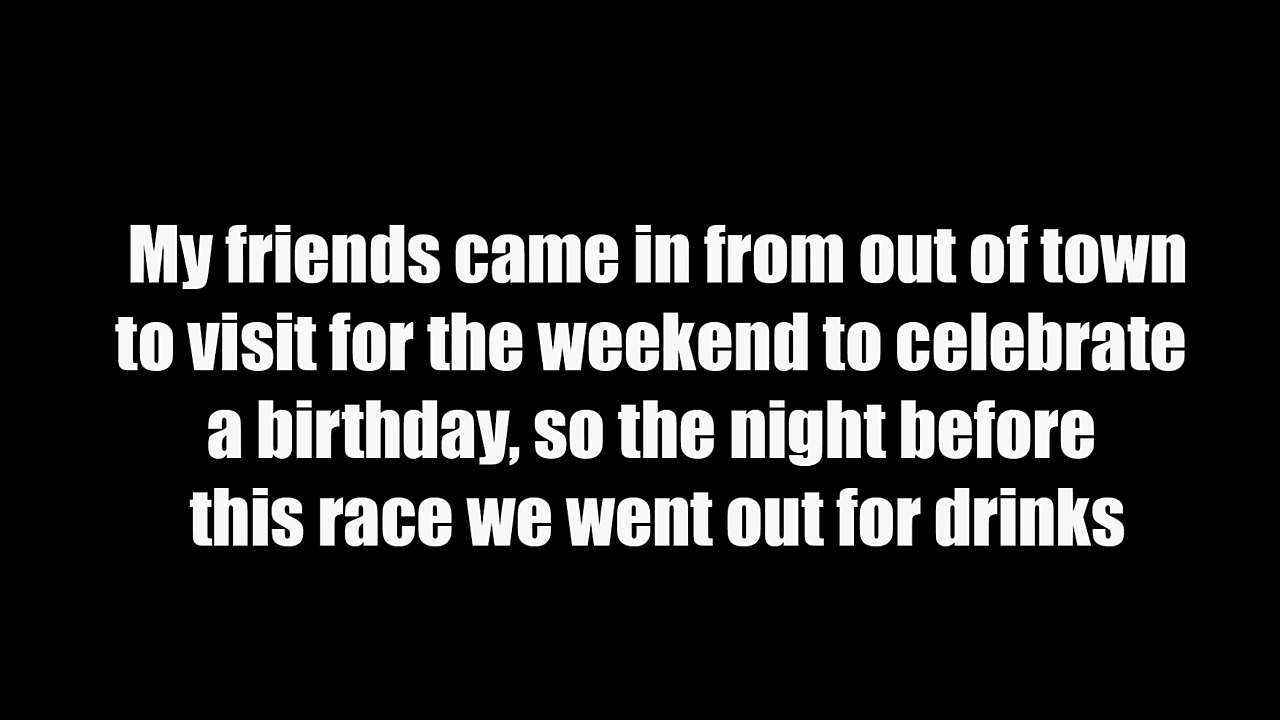 My friends came in from out of town
to visit for the weekend to celebrate
a birthday, so the night before
this race we went out for drinks